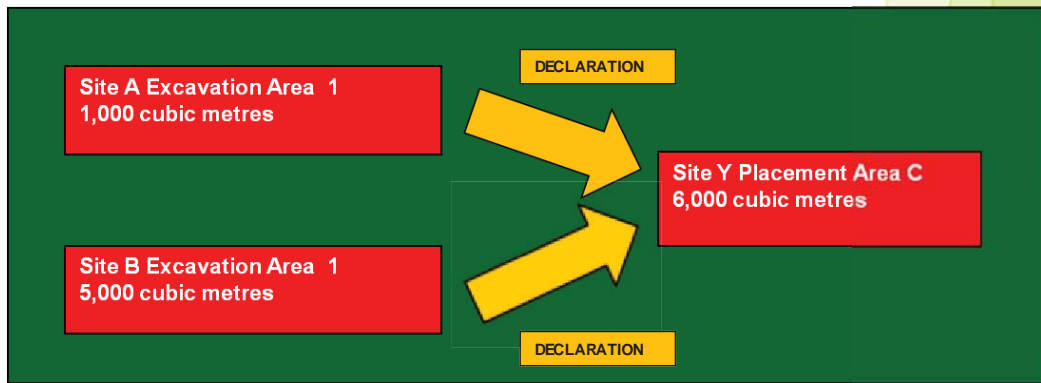 DECLARATION
Site A Excavation Area 1
1,000 cubic metres
Site Y Placement Area C
6,000 cubic metres
Site B Excavation Area 1
5,000 cubic metres
DECLARATION